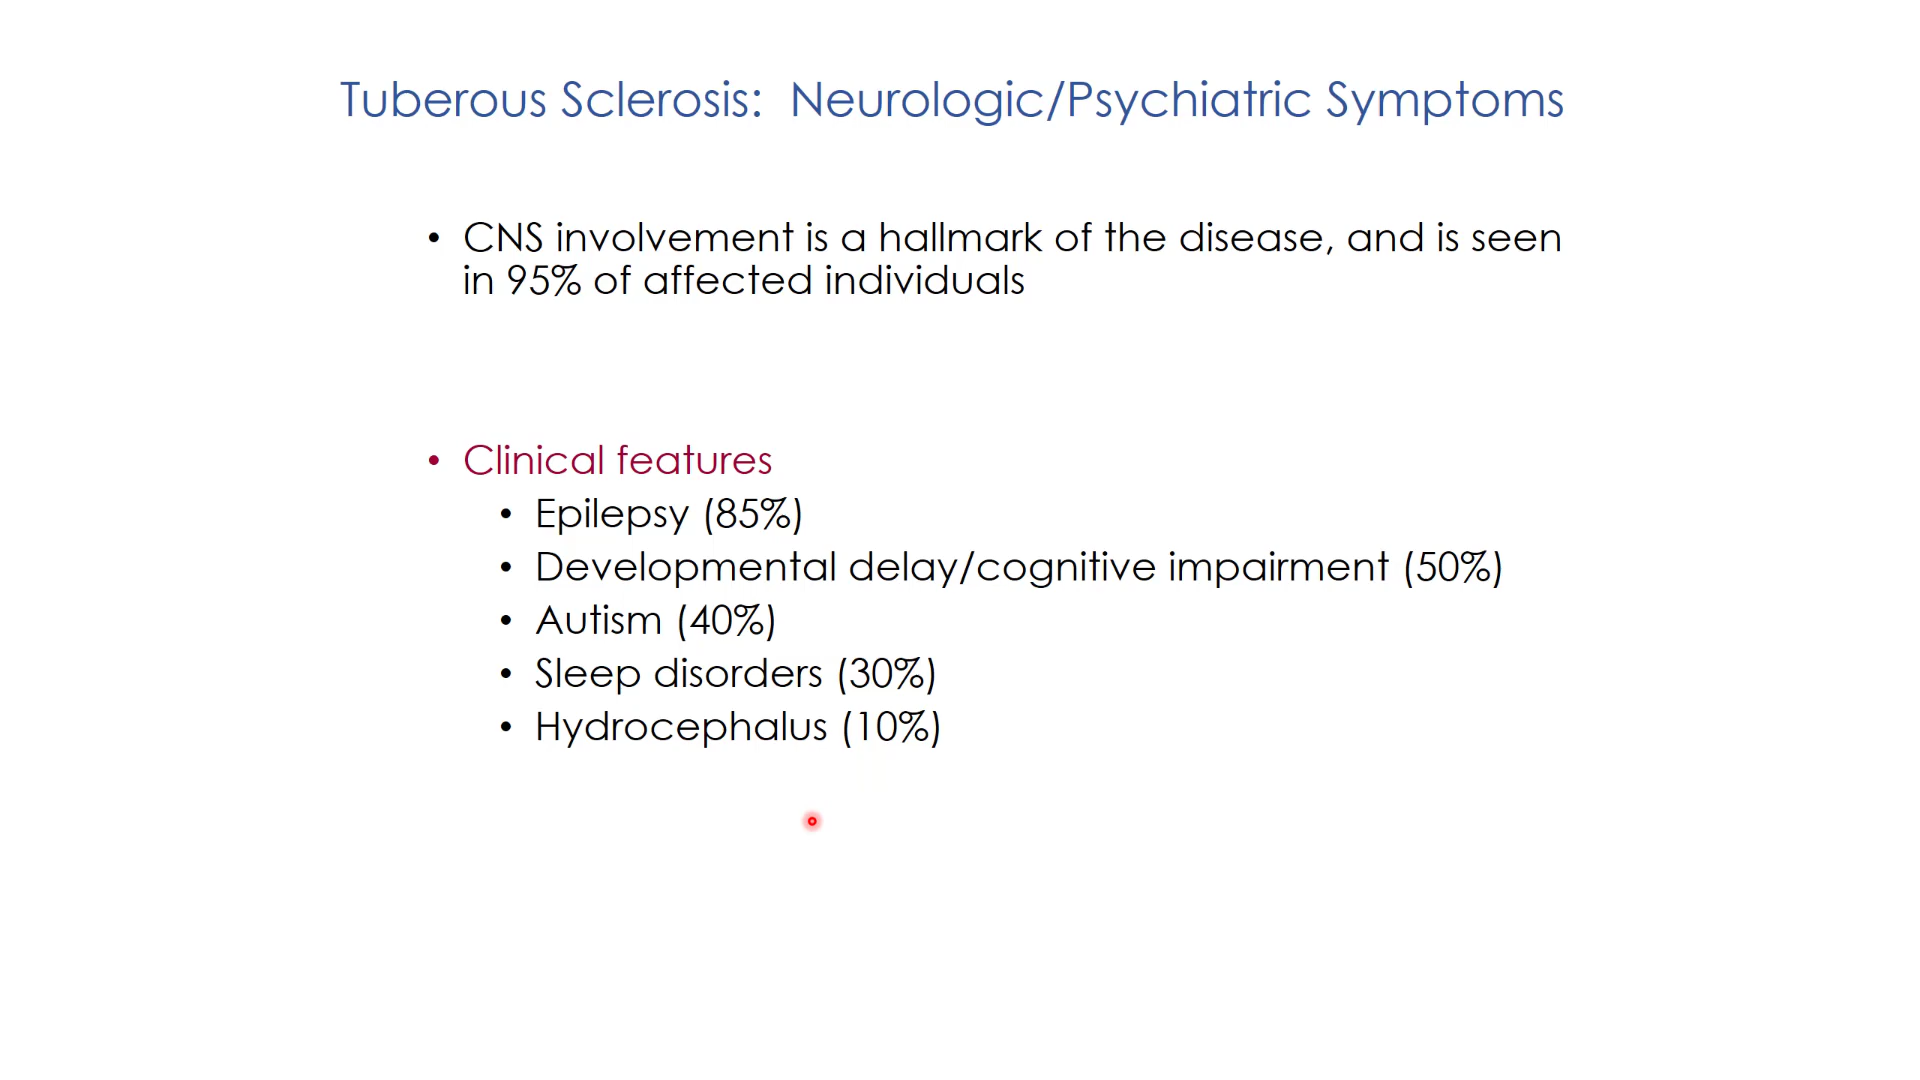 Tuberous Sclerosis:  Neurologic/Psychiatric Symptoms
• CNS involvement is a hallmark of the disease, and is seen
in 95% of affected individuals
• Clinical features
• Epilepsy (85%)
• Developmental delay/cognitive impairment (50%)
• Autism (40%)
• Sleep disorders (30%)
• Hydrocephalus (10%)